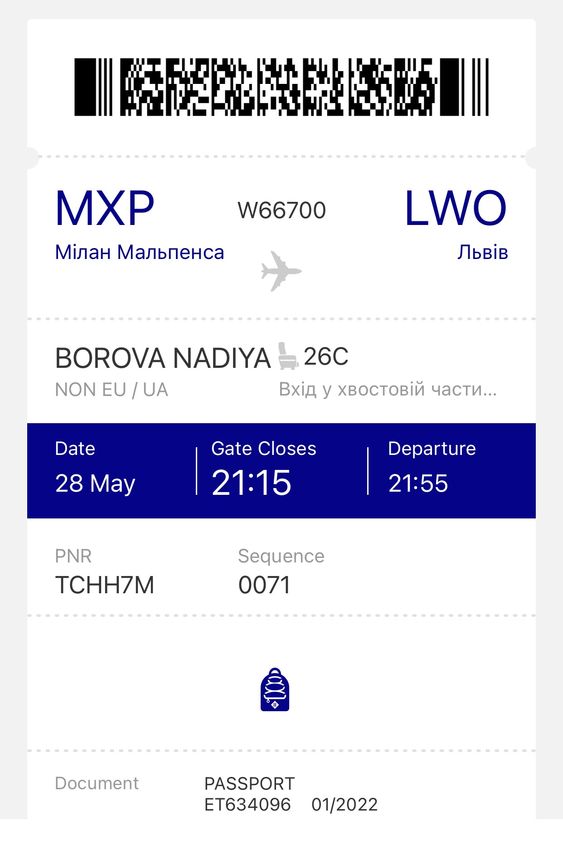 MXP W66700 LWO
Мілан Мальпенса Львів
BOROVA NADIYA 26C
NON EU / UA Вхід у хвостовій части...
Date Gate Closes Departure
28 May 21:15 21:55
PNR Sequence
TCHH7M 0071
Document PASSPORT
ET634096 01/2022